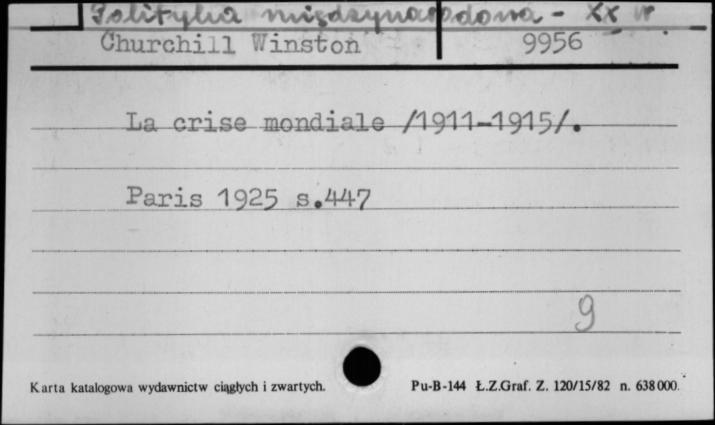 Polityka międzynarodowa - XX w.
Churchill Winston 9956
La crise mondiale /1911-1915/.
Paris 1925 s.447
9
Karta katalogowa wydawnictw ciągłych i zwartych. Pu-B-144 Ł.Z.Graf. Z. 120/15/82 n. 638000.